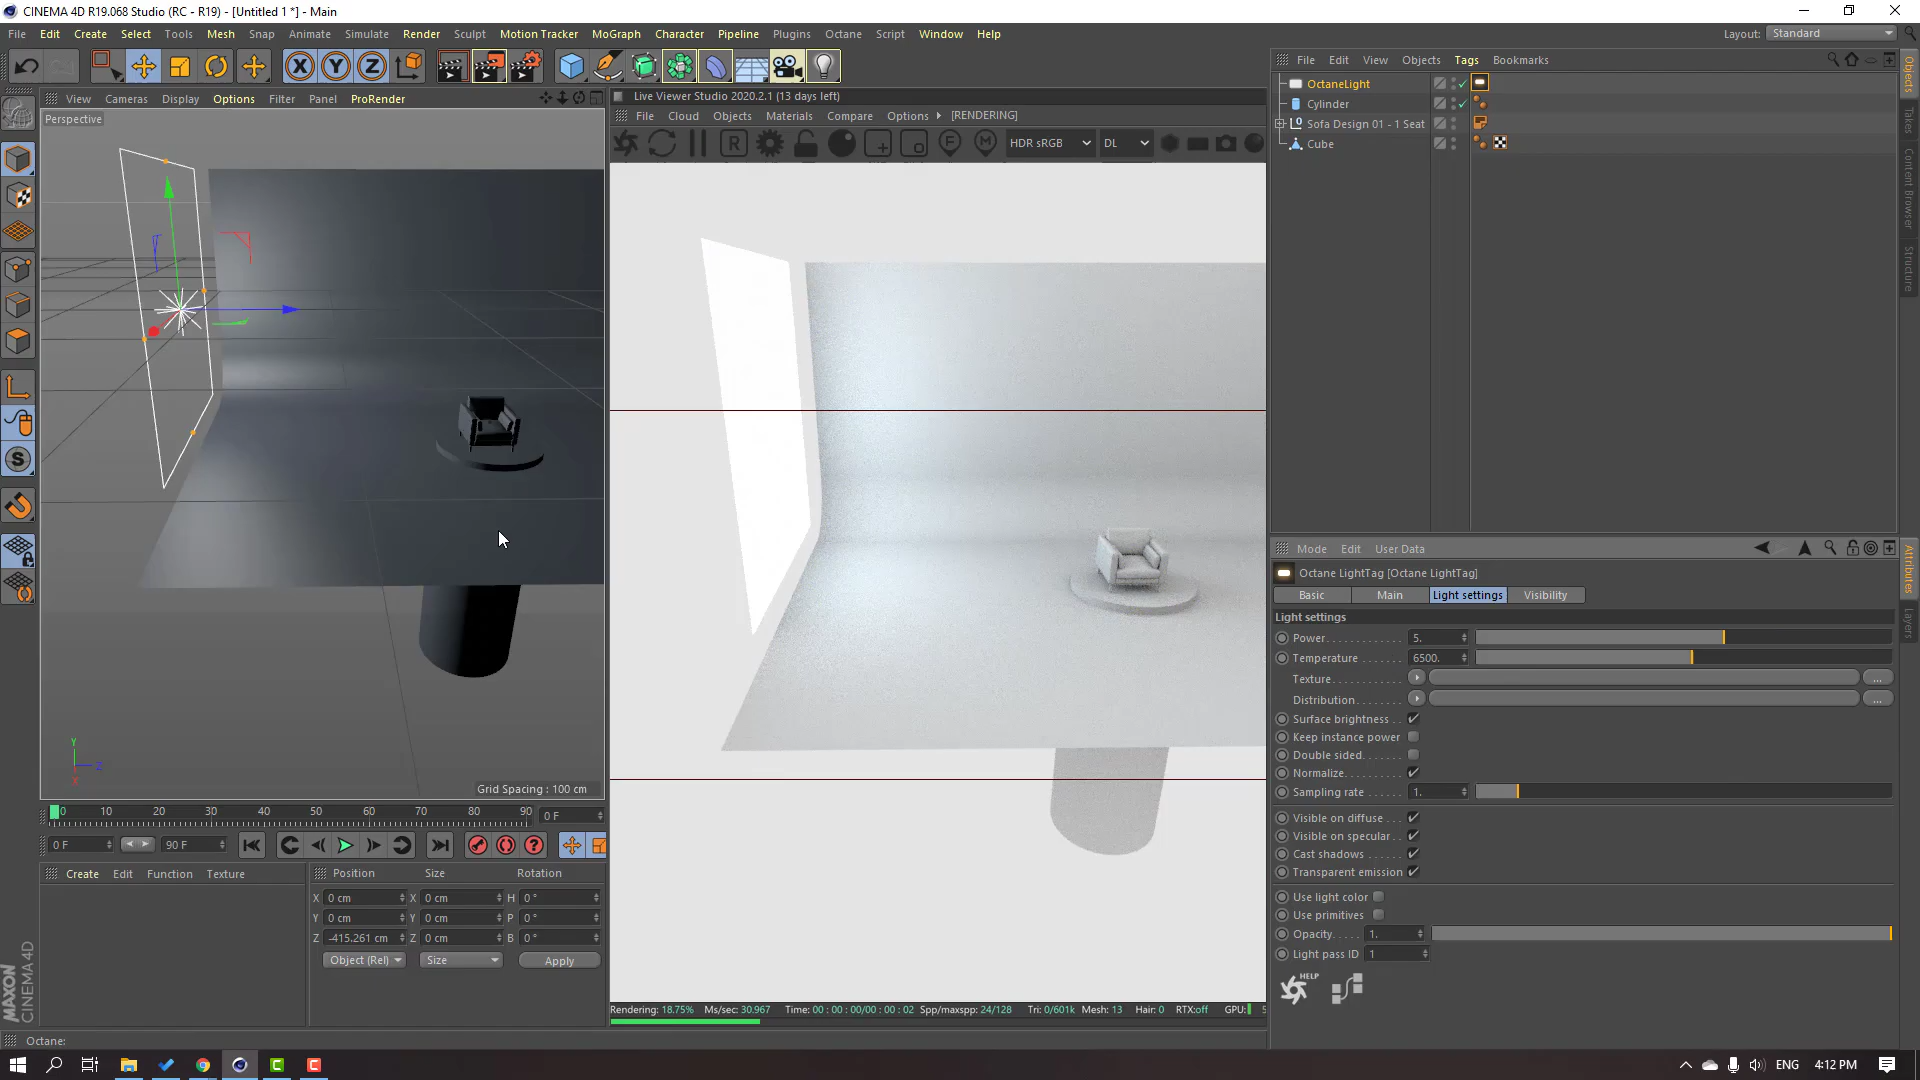 CINEMA 4D R19.068 Studio (RC - R19) - [Untitled 1 *] - Main
File Edit Create Select Tools Mesh Snap Animate Simulate Render Sculpt Motion Tracker MoGraph Character Pipeline Plugins Octane Script Window Help
Layout: Standard
View Cameras Display Options Filter Panel ProRender
Perspective
Grid Spacing : 100 cm
Live Viewer Studio 2020.2.1 (13 days left)
File Cloud Objects Materials Compare Options [RENDERING]
HDR sRGB DL
Rendering: 18.75% Ms/sec: 30.967 Time: 00 : 00 : 00/00 : 00 : 02 Spp/maxspp: 24/128 Tri: 0/601k Mesh: 13 Hair: 0 RTX:off GPU:
File Edit View Objects Tags Bookmarks
OctaneLight
Cylinder
Sofa Design 01 - 1 Seat
Cube
Objects
Takes
Content Browser
Structure
Mode Edit User Data
Octane LightTag [Octane LightTag]
Basic Main Light settings Visibility
Light settings
Power 5.
Temperature 6500.
Texture ...
Distribution ...
Surface brightness
Keep instance power
Double sided
Normalize
Sampling rate 1.
Visible on diffuse
Visible on specular
Cast shadows
Transparent emission
Use light color
Use primitives
Opacity 1.
Light pass ID 1
HELP
Attributes
Layers
0 10 20 30 40 50 60 70 80 90 0 F
0 F 90 F
Create Edit Function Texture
Position Size Rotation
X 0 cm X 0 cm H 0 °
Y 0 cm Y 0 cm P 0 °
Z -415.261 cm Z 0 cm B 0 °
Object (Rel) Size Apply
MAXON
CINEMA 4D
Octane:
ENG 4:12 PM